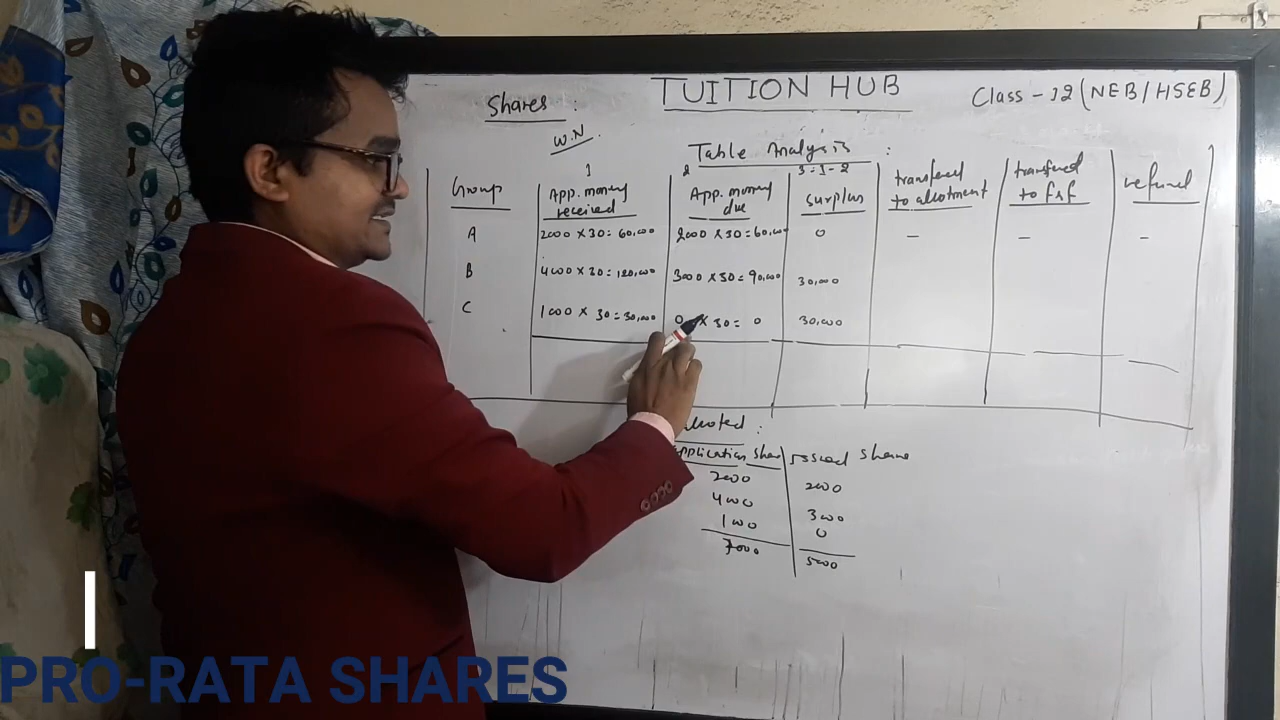 TUITION HUB
Class - 12 (NEB/HSEB)
Shares :
W.N
Table Analysis :
1 2 3=1-2
Group App. money received App. money due Surplus transferred to allotment transferred to f&f refund
A 2000 × 30 = 60,000 2000 × 30 = 60,000 0 - - -
B 4000 × 30 = 120,000 3000 × 30 = 90,000 30,000
C 1000 × 30 = 30,000 0 × 30 = 0 30,000
Application Share Issued Share
2000 2000
4000 3000
1000 0
7000 5000
PRO-RATA SHARES